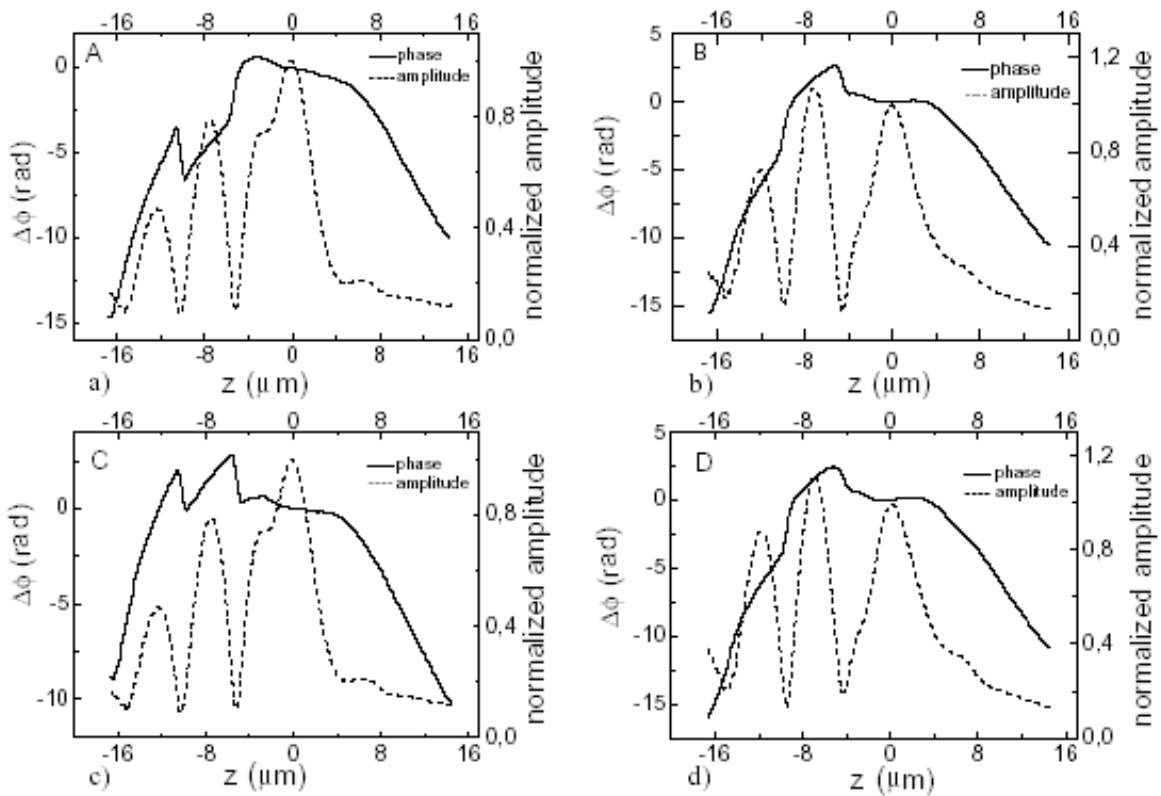 -16 -8 0 8 16
A
phase
amplitude
0
-5
-10
-15
Δϕ (rad)
0,8
0,4
0,0
normalized amplitude
-16 -8 0 8 16
a) z (µm)
-16 -8 0 8 16
B
phase
amplitude
5
0
-5
-10
-15
Δϕ (rad)
1,2
0,8
0,4
0,0
normalized amplitude
-16 -8 0 8 16
b) z (µm)
-16 -8 0 8 16
C
phase
amplitude
0
-5
-10
Δϕ (rad)
0,8
0,4
0,0
normalized amplitude
-16 -8 0 8 16
c) z (µm)
-16 -8 0 8 16
D
phase
amplitude
5
0
-5
-10
-15
Δϕ (rad)
1,2
0,8
0,4
0,0
normalized amplitude
-16 -8 0 8 16
d) z (µm)